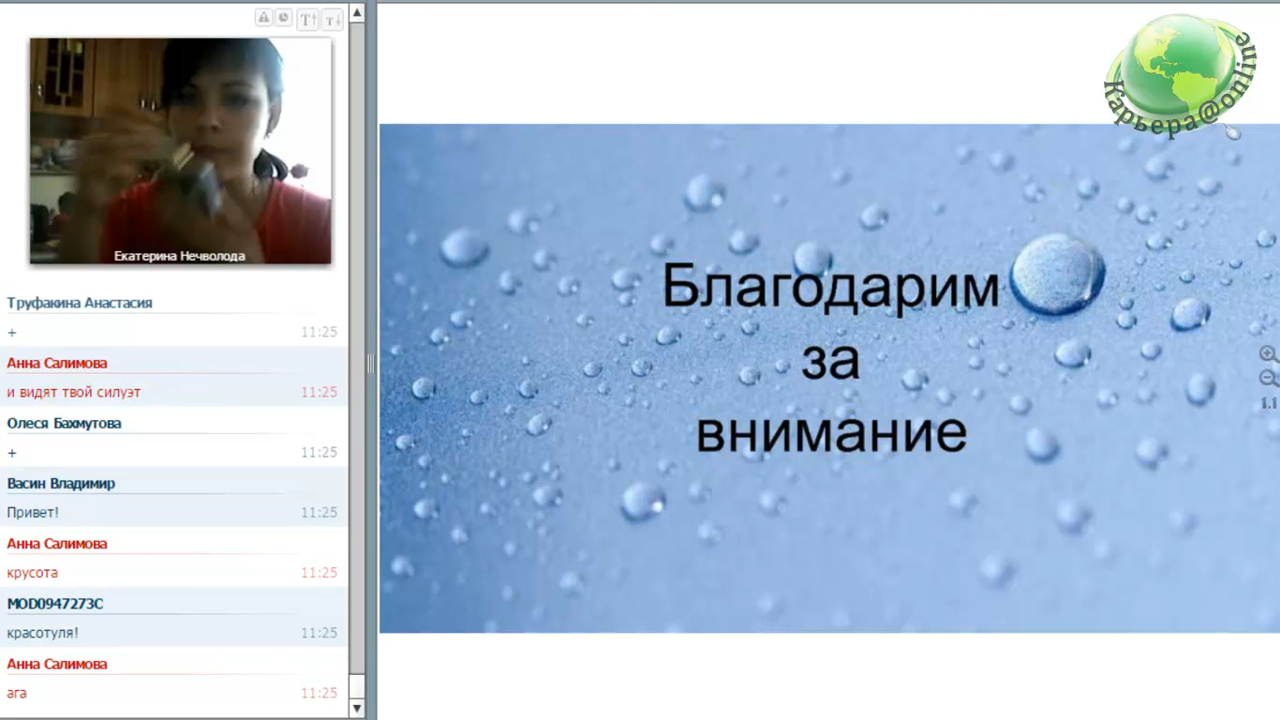 T T
Екатерина Нечволода
Труфакина Анастасия
+ 11:25
Анна Салимова
и видят твой силуэт 11:25
Олеся Бахмутова
+ 11:25
Васин Владимир
Привет! 11:25
Анна Салимова
крусота 11:25
MOD0947273C
красотуля! 11:25
Анна Салимова
ага 11:25
Карьера@online
Благодарим
за
внимание
1:1